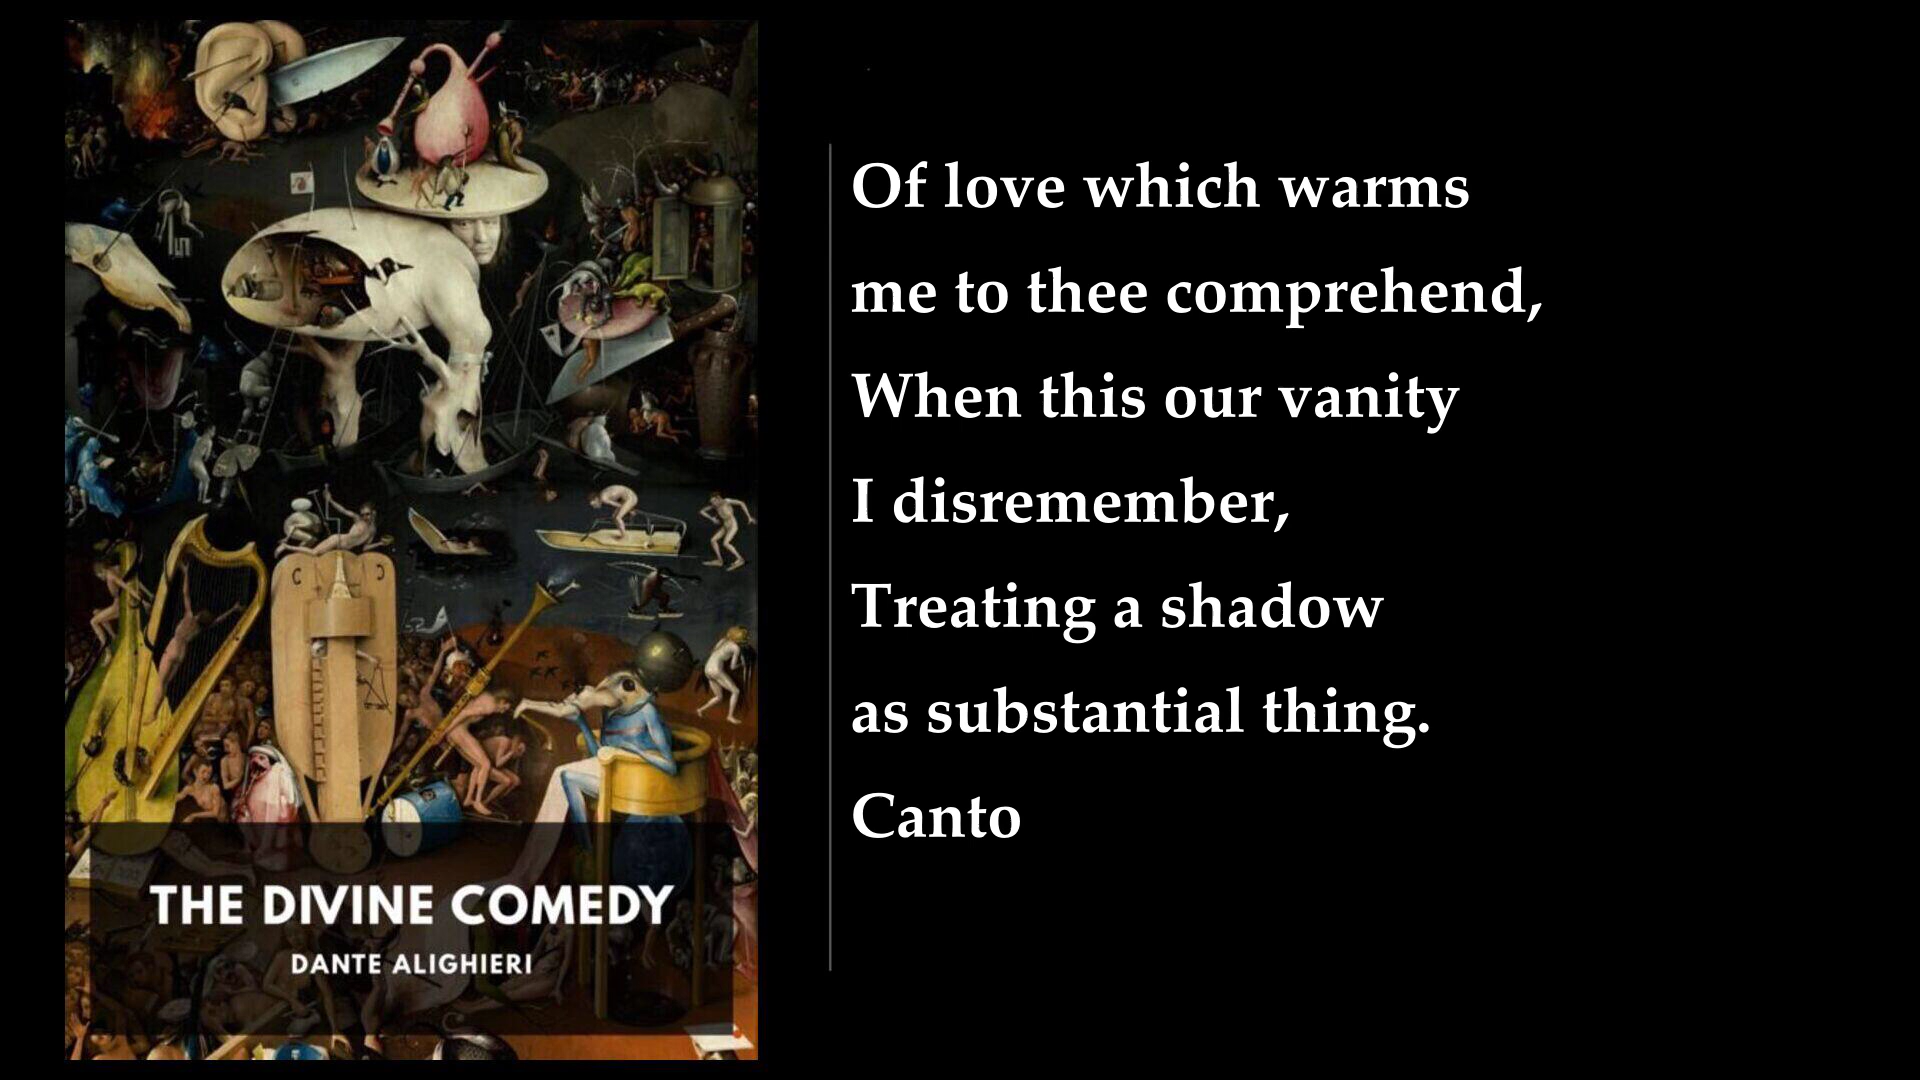 THE DIVINE COMEDY
DANTE ALIGHIERI
Of love which warms
me to thee comprehend,
When this our vanity
I disremember,
Treating a shadow
as substantial thing.
Canto